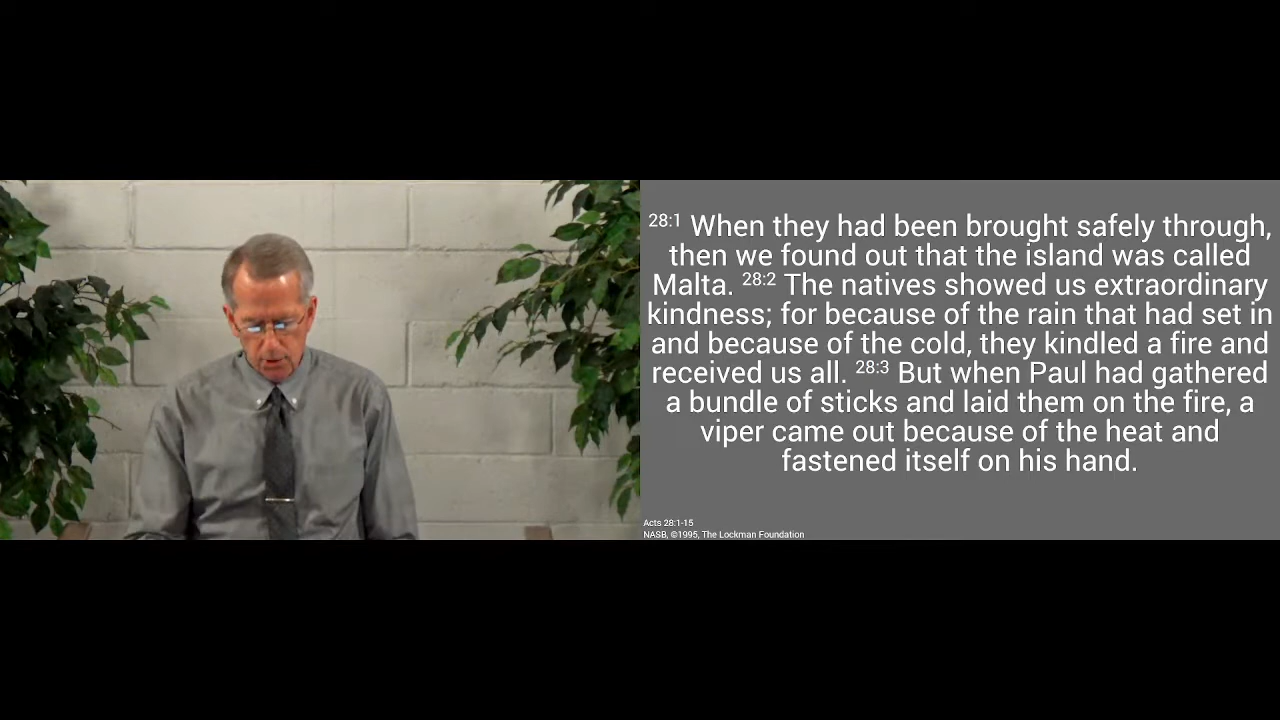 28:1 When they had been brought safely through,
then we found out that the island was called
Malta. 28:2 The natives showed us extraordinary
kindness; for because of the rain that had set in
and because of the cold, they kindled a fire and
received us all. 28:3 But when Paul had gathered
a bundle of sticks and laid them on the fire, a
viper came out because of the heat and
fastened itself on his hand.
Acts 28:1-15
NASB, ©1995, The Lockman Foundation